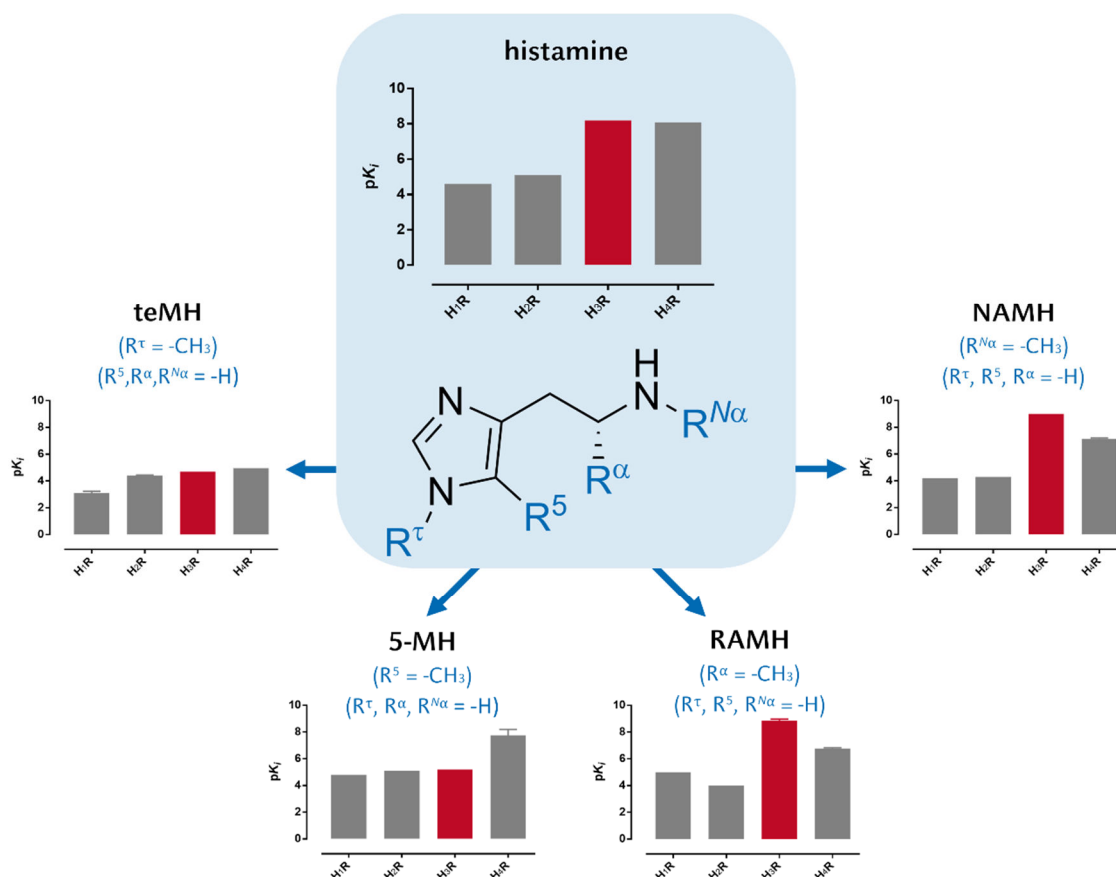 histamine
10
8
6
4
2
0
pKi
H1R
H2R
H3R
H4R
teMH
(Rτ = -CH3)
(R5,Rα,RNα = -H)
10
8
6
4
2
0
pKi
H1R
H2R
H3R
H4R
N
N
H
N
RNα
Rα
R5
Rτ
NAMH
(RNα = -CH3)
(Rτ, R5, Rα = -H)
10
8
6
4
2
0
pKi
H1R
H2R
H3R
H4R
5-MH
(R5 = -CH3)
(Rτ, Rα, RNα = -H)
10
8
6
4
2
0
pKi
H1R
H2R
H3R
H4R
RAMH
(Rα = -CH3)
(Rτ, R5, RNα = -H)
10
8
6
4
2
0
pKi
H1R
H2R
H3R
H4R